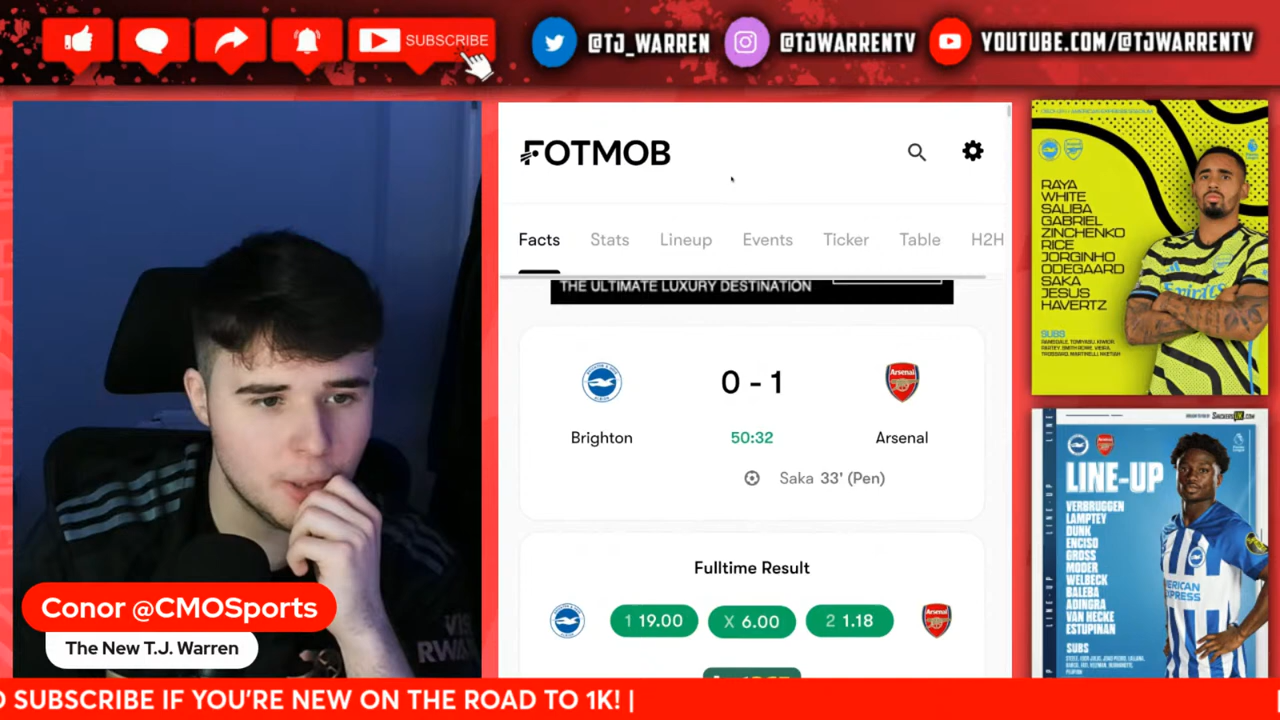 SUBSCRIBE
@TJ_WARREN
@TJWARRENTV
YOUTUBE.COM/@TJWARRENTV
FOTMOB
Facts Stats Lineup Events Ticker Table H2H
THE ULTIMATE LUXURY DESTINATION
0 - 1
Brighton
50:32
Arsenal
Saka 33' (Pen)
Fulltime Result
1 19.00
X 6.00
2 1.18
RAYA
WHITE
SALIBA
GABRIEL
ZINCHENKO
RICE
JORGINHO
ODEGAARD
SAKA
JESUS
HAVERTZ
SUBS
Emirates
LINE-UP
VERBRUGGEN
LAMPTEY
DUNK
ENCISO
GROSS
MODER
WELBECK
BALEBA
ADINGRA
VAN HECKE
ESTUPINAN
SUBS
Conor @CMOSports
The New T.J. Warren
SUBSCRIBE IF YOU'RE NEW ON THE ROAD TO 1K! |